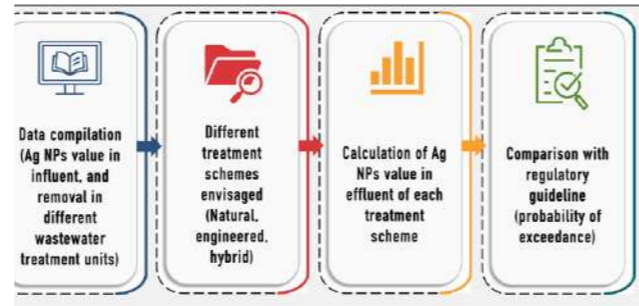 Data compilation
(Ag NPs value in
influent, and
removal in
different
wastewater
treatment units)
Different
treatment
schemes
envisaged
(Natural,
engineered,
hybrid)
Calculation of Ag
NPs value in
effluent of each
treatment
scheme
Comparison with
regulatory
guideline
(probability of
exceedance)